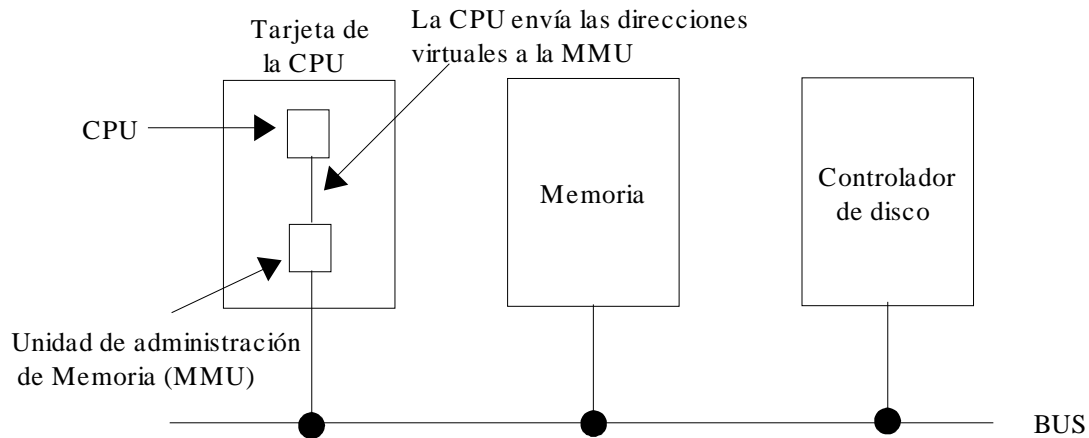 Tarjeta de
la CPU
La CPU envía las direcciones
virtuales a la MMU
CPU
Memoria
Controlador
de disco
Unidad de administración
de Memoria (MMU)
BUS